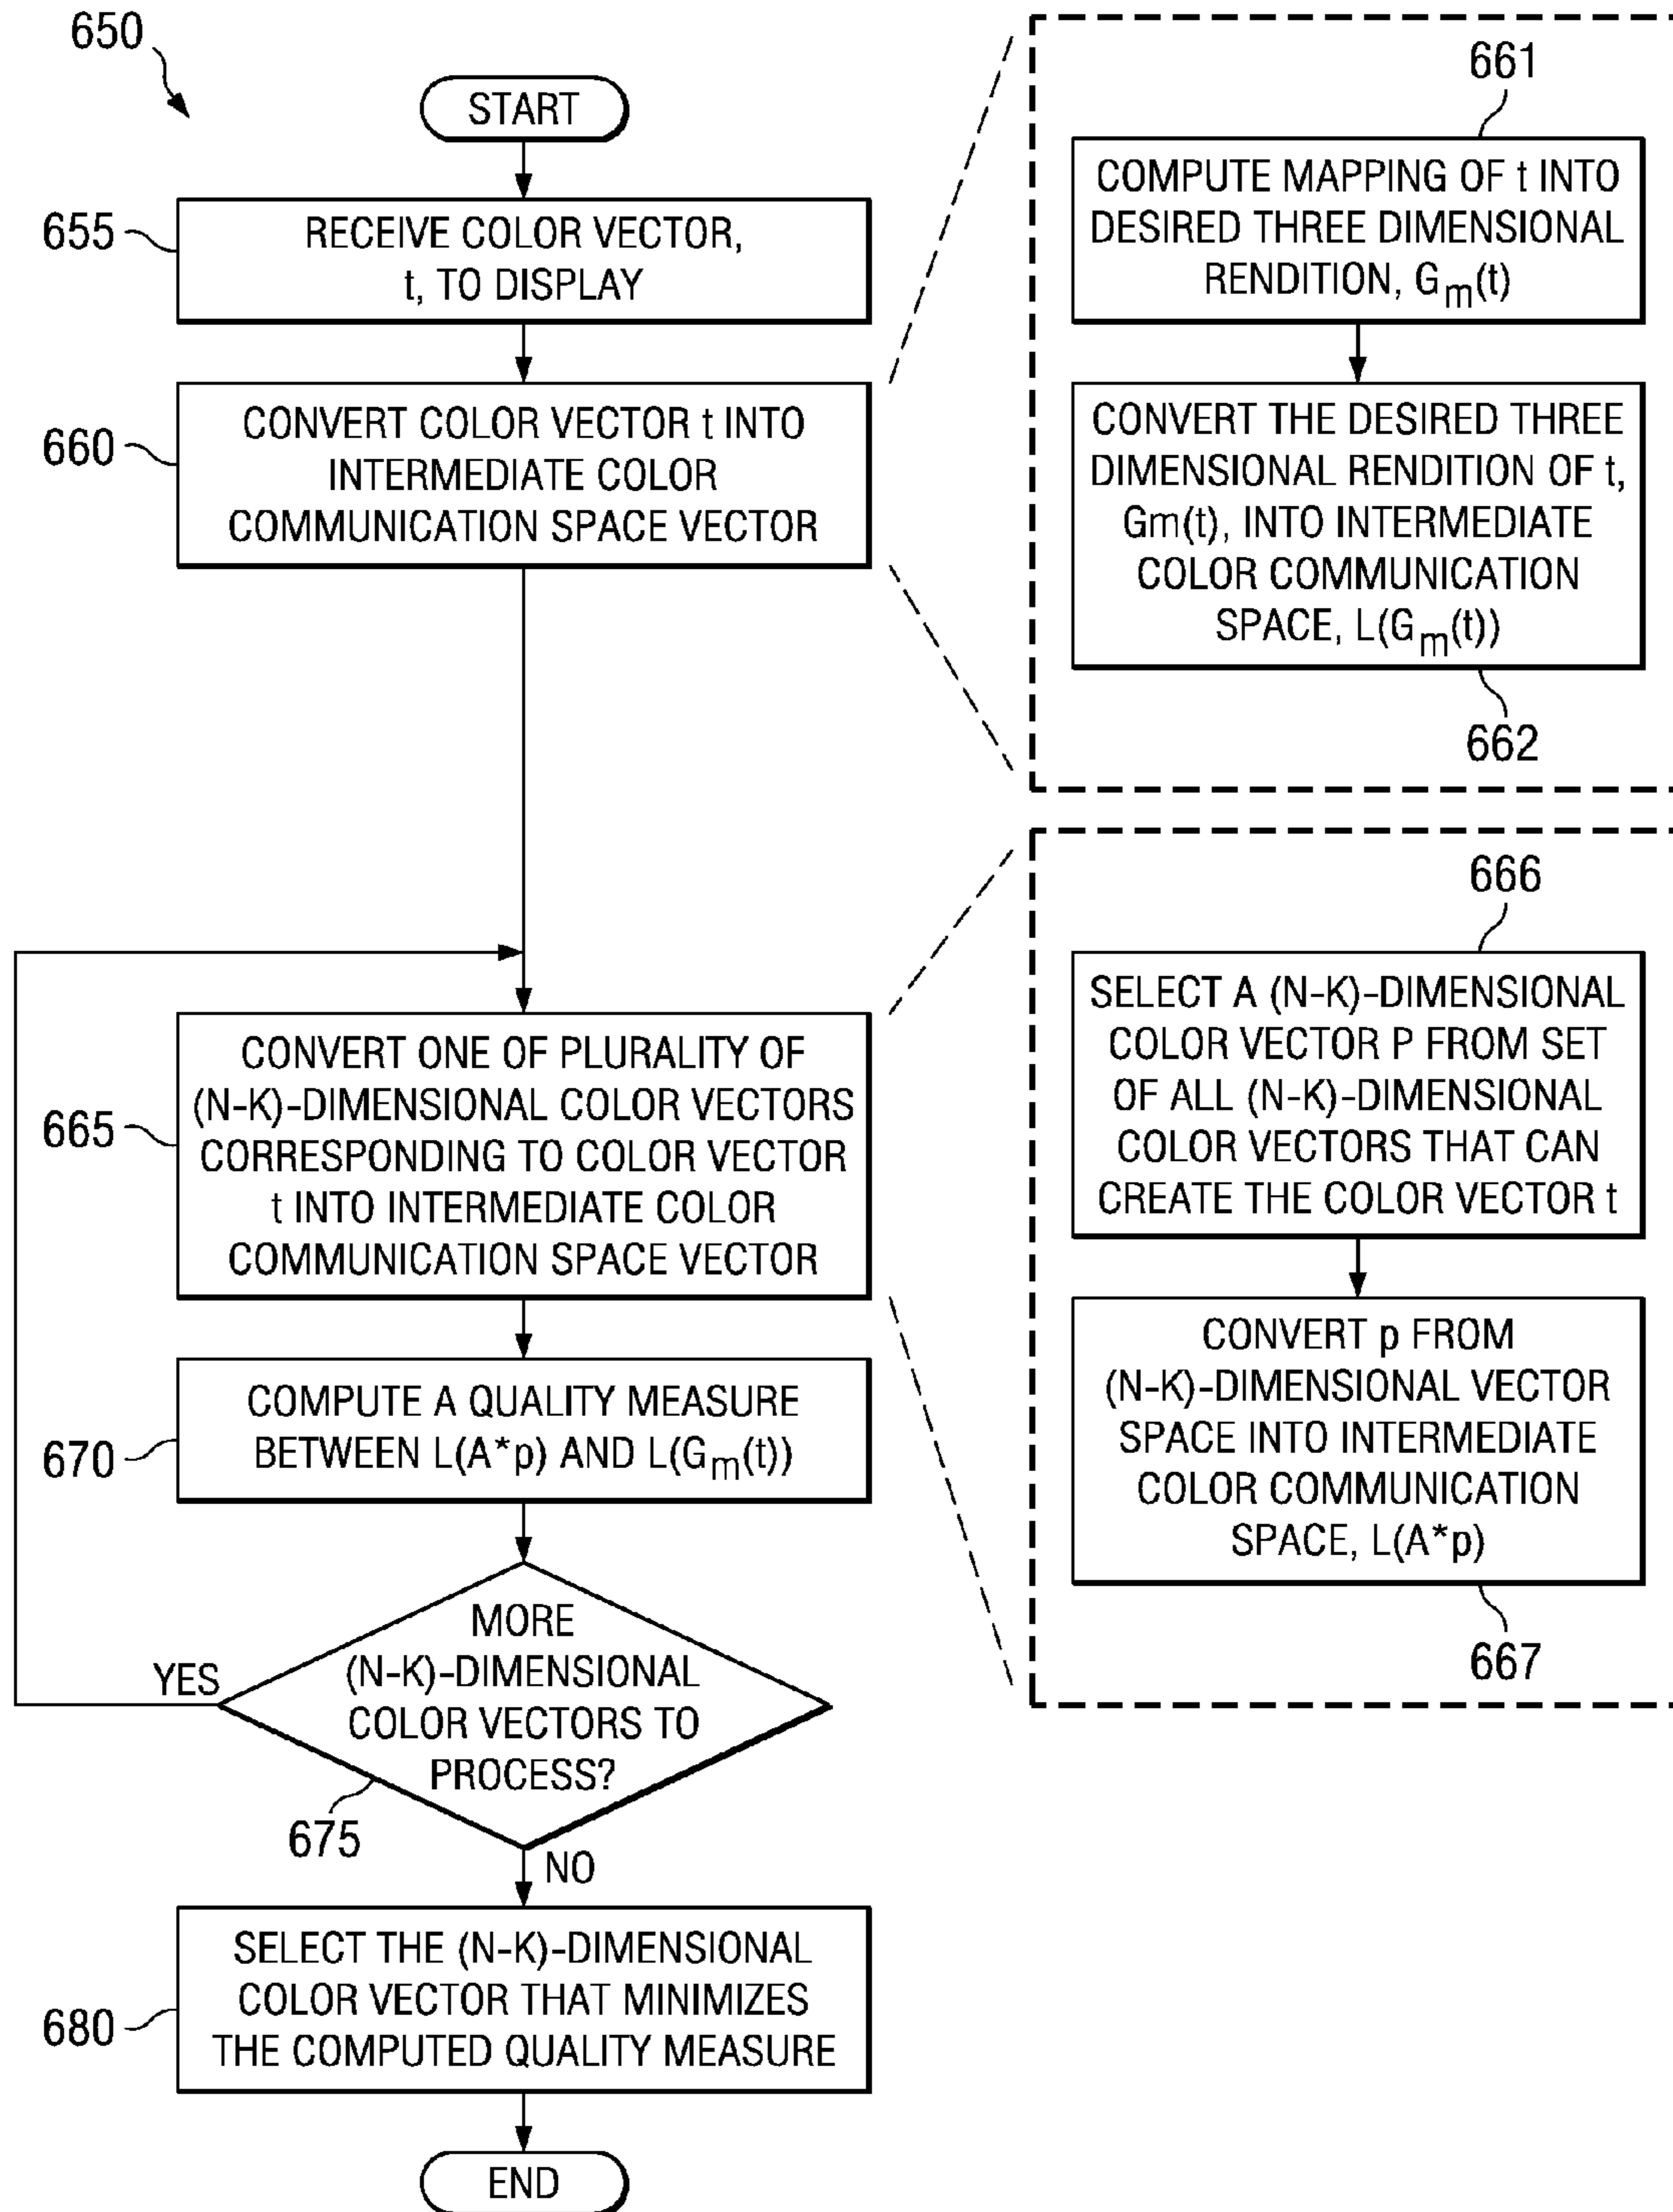 650
START
655
RECEIVE COLOR VECTOR,
t, TO DISPLAY
660
CONVERT COLOR VECTOR t INTO
INTERMEDIATE COLOR
COMMUNICATION SPACE VECTOR
661
COMPUTE MAPPING OF t INTO
DESIRED THREE DIMENSIONAL
RENDITION, Gm(t)
CONVERT THE DESIRED THREE
DIMENSIONAL RENDITION OF t,
Gm(t), INTO INTERMEDIATE
COLOR COMMUNICATION
SPACE, L(Gm(t))
662
665
CONVERT ONE OF PLURALITY OF
(N-K)-DIMENSIONAL COLOR VECTORS
CORRESPONDING TO COLOR VECTOR
t INTO INTERMEDIATE COLOR
COMMUNICATION SPACE VECTOR
666
SELECT A (N-K)-DIMENSIONAL
COLOR VECTOR P FROM SET
OF ALL (N-K)-DIMENSIONAL
COLOR VECTORS THAT CAN
CREATE THE COLOR VECTOR t
CONVERT p FROM
(N-K)-DIMENSIONAL VECTOR
SPACE INTO INTERMEDIATE
COLOR COMMUNICATION
SPACE, L(A*p)
667
670
COMPUTE A QUALITY MEASURE
BETWEEN L(A*p) AND L(Gm(t))
MORE
(N-K)-DIMENSIONAL
COLOR VECTORS TO
PROCESS?
YES
675
NO
680
SELECT THE (N-K)-DIMENSIONAL
COLOR VECTOR THAT MINIMIZES
THE COMPUTED QUALITY MEASURE
END